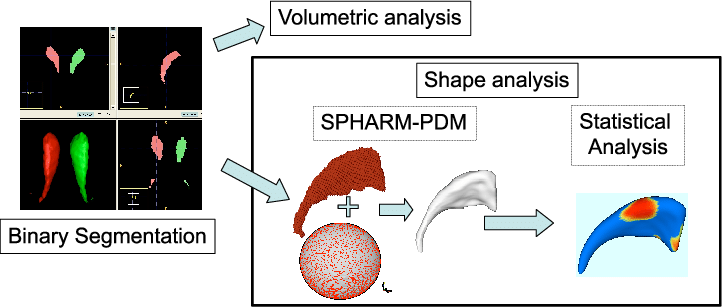 Volumetric analysis
Shape analysis
SPHARM-PDM
Statistical
Analysis
Binary Segmentation